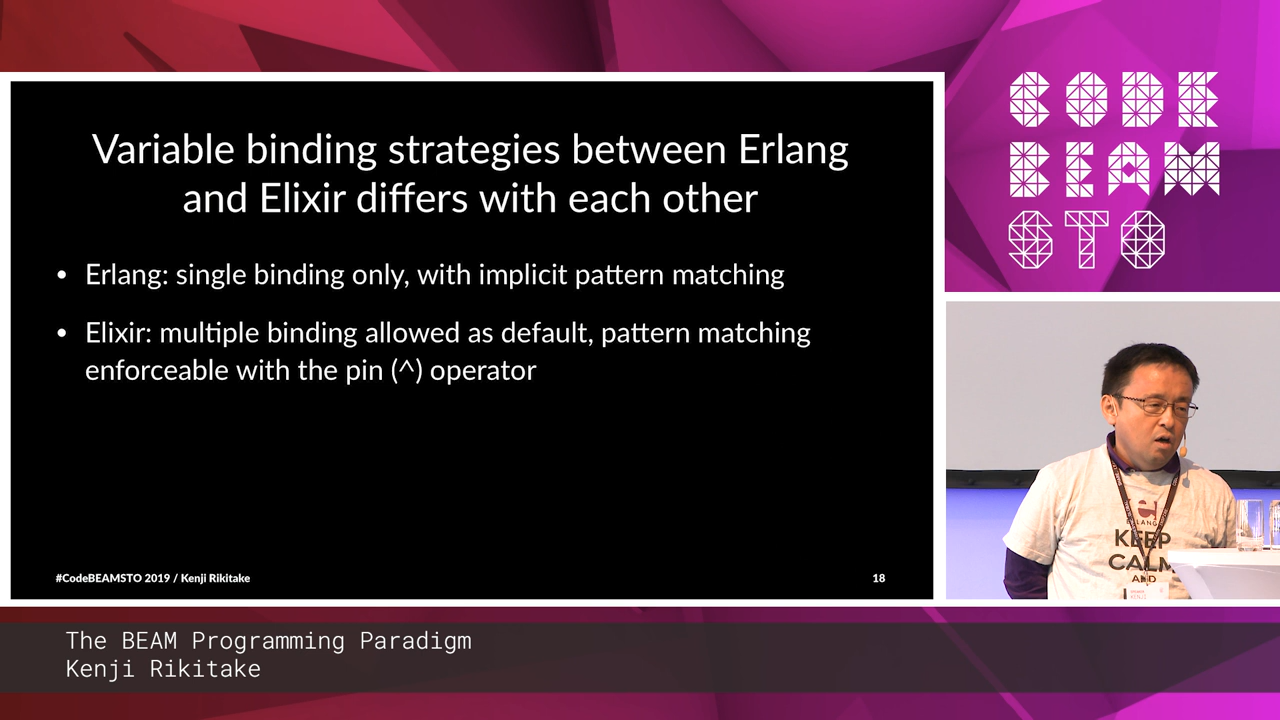 Variable binding strategies between Erlang
and Elixir differs with each other
• Erlang: single binding only, with implicit pattern matching
• Elixir: multiple binding allowed as default, pattern matching
enforceable with the pin (^) operator
#CodeBEAMSTO 2019 / Kenji Rikitake
18
CODE
BEAM
STO
KEEP
CALM
AND
The BEAM Programming Paradigm
Kenji Rikitake